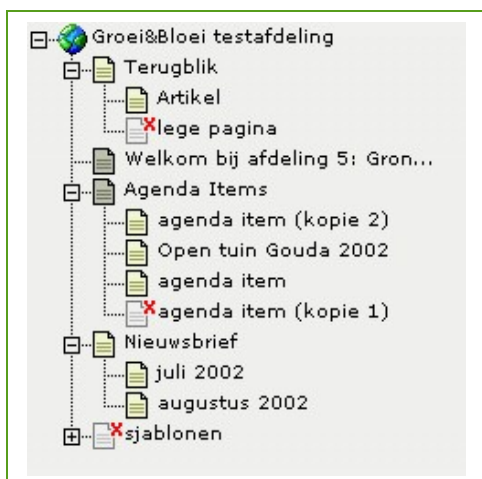 Groei&Bloei testafdeling
Terugblik
Artikel
lege pagina
Welkom bij afdeling 5: Gron...
Agenda Items
agenda item (kopie 2)
Open tuin Gouda 2002
agenda item
agenda item (kopie 1)
Nieuwsbrief
juli 2002
augustus 2002
sjablonen